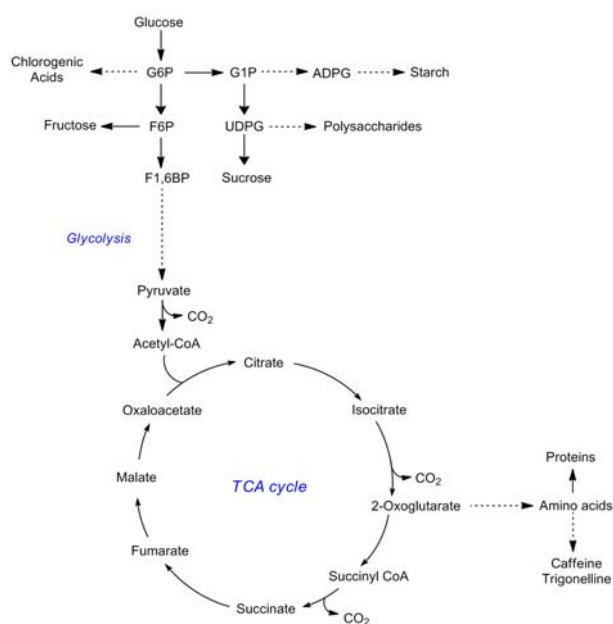 Glucose
Chlorogenic
Acids
G6P
G1P
ADPG
Starch
Fructose
F6P
UDPG
Polysaccharides
F1,6BP
Sucrose
Glycolysis
Pyruvate
CO2
Acetyl-CoA
Citrate
Oxaloacetate
Isocitrate
Proteins
CO2
Malate
TCA cycle
2-Oxoglutarate
Amino acids
Fumarate
Caffeine
Trigonelline
Succinyl CoA
Succinate
CO2